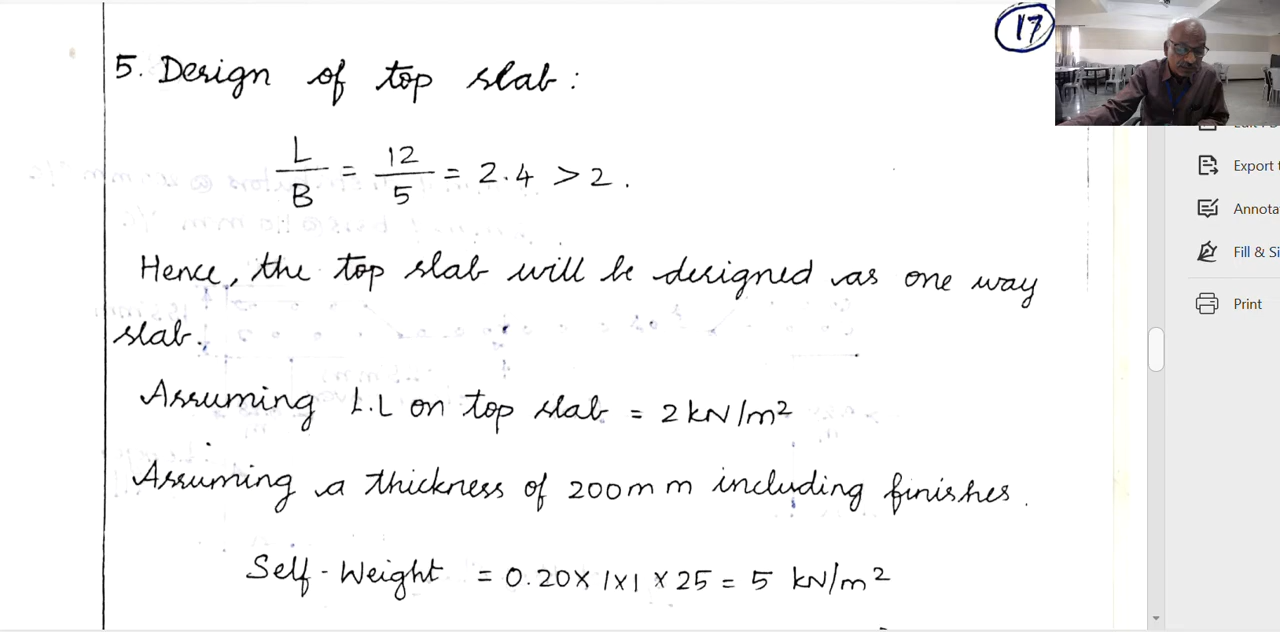 17
5. Design of top slab:
L/B = 12/5 = 2.4 > 2.
Hence, the top slab will be designed as one way
slab.
Assuming L.L on top slab = 2 kN/m²
Assuming a thickness of 200 mm including finishes.
Self-Weight = 0.20 x 1 x 1 x 25 = 5 kN/m²
Export t
Annota
Fill & Si
Print